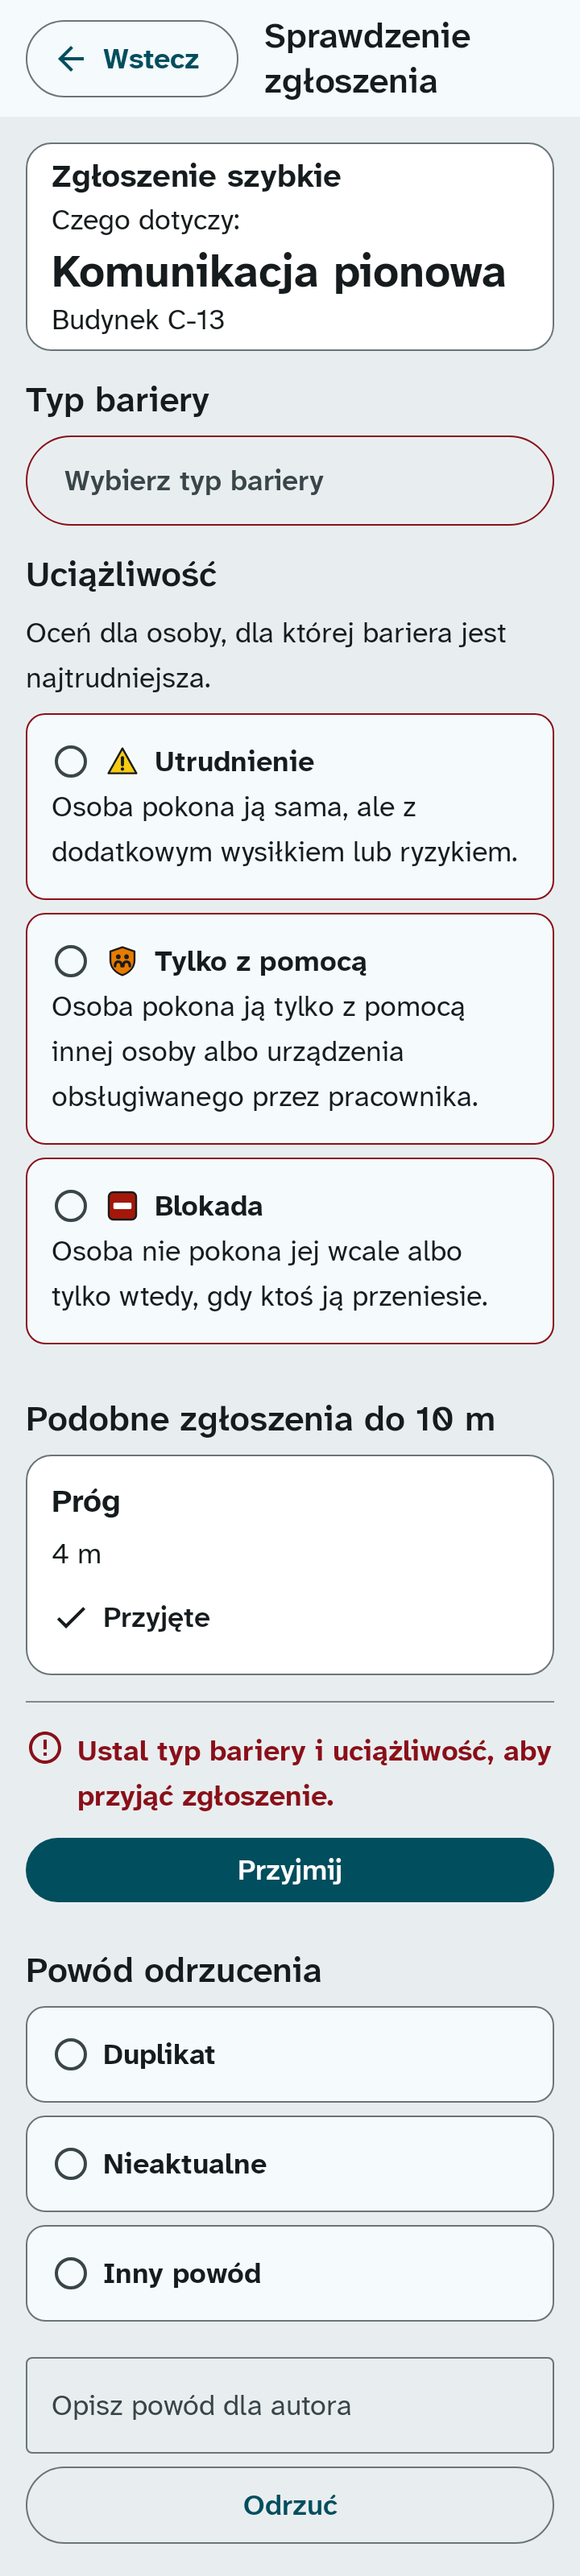 Wstecz
Sprawdzenie
zgłoszenia
Zgłoszenie szybkie
Czego dotyczy:
Komunikacja pionowa
Budynek C-13
Typ bariery
Wybierz typ bariery
Uciążliwość
Oceń dla osoby, dla której bariera jest
najtrudniejsza.
Utrudnienie
Osoba pokona ją sama, ale z
dodatkowym wysiłkiem lub ryzykiem.
Tylko z pomocą
Osoba pokona ją tylko z pomocą
innej osoby albo urządzenia
obsługiwanego przez pracownika.
Blokada
Osoba nie pokona jej wcale albo
tylko wtedy, gdy ktoś ją przeniesie.
Podobne zgłoszenia do 10 m
Próg
4 m
Przyjęte
Ustal typ bariery i uciążliwość, aby
przyjąć zgłoszenie.
Przyjmij
Powód odrzucenia
Duplikat
Nieaktualne
Inny powód
Opisz powód dla autora
Odrzuć